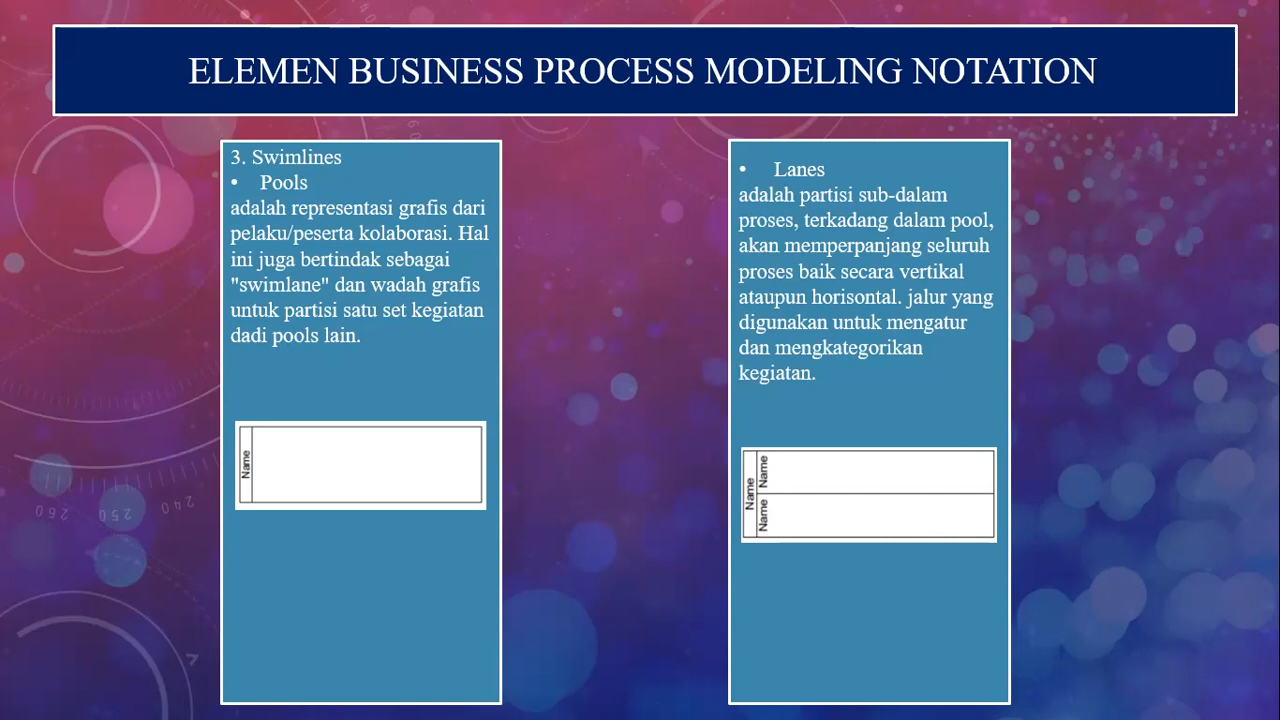 ELEMEN BUSINESS PROCESS MODELING NOTATION
3. Swimlines
• Pools
adalah representasi grafis dari
pelaku/peserta kolaborasi. Hal
ini juga bertindak sebagai
"swimlane" dan wadah grafis
untuk partisi satu set kegiatan
dadi pools lain.
Name
• Lanes
adalah partisi sub-dalam
proses, terkadang dalam pool,
akan memperpanjang seluruh
proses baik secara vertikal
ataupun horisontal. jalur yang
digunakan untuk mengatur
dan mengkategorikan
kegiatan.
Name
Name
Name
260
250
240